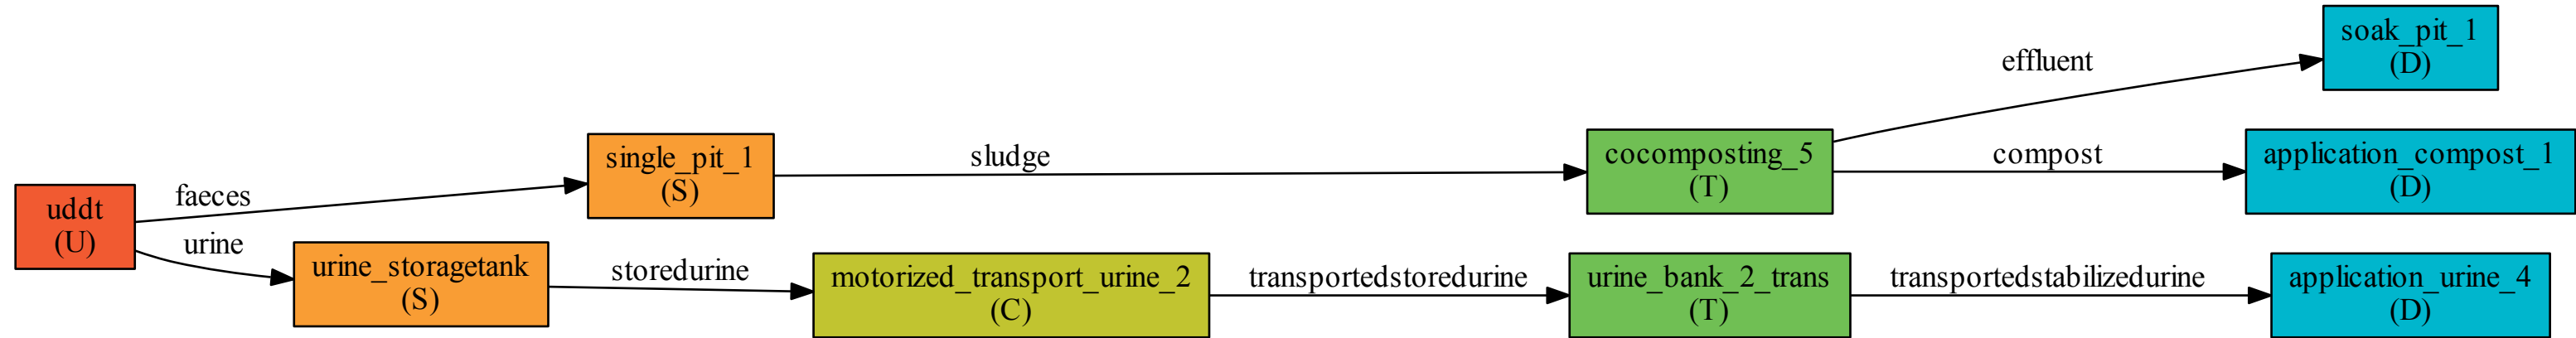 soak_pit_1
(D)
effluent
single_pit_1
(S)
sludge
cocomposting_5
(T)
compost
application_compost_1
(D)
uddt
(U)
faeces
urine
urine_storagetank
(S)
storedurine
motorized_transport_urine_2
(C)
transportedstoredurine
urine_bank_2_trans
(T)
transportedstabilizedurine
application_urine_4
(D)